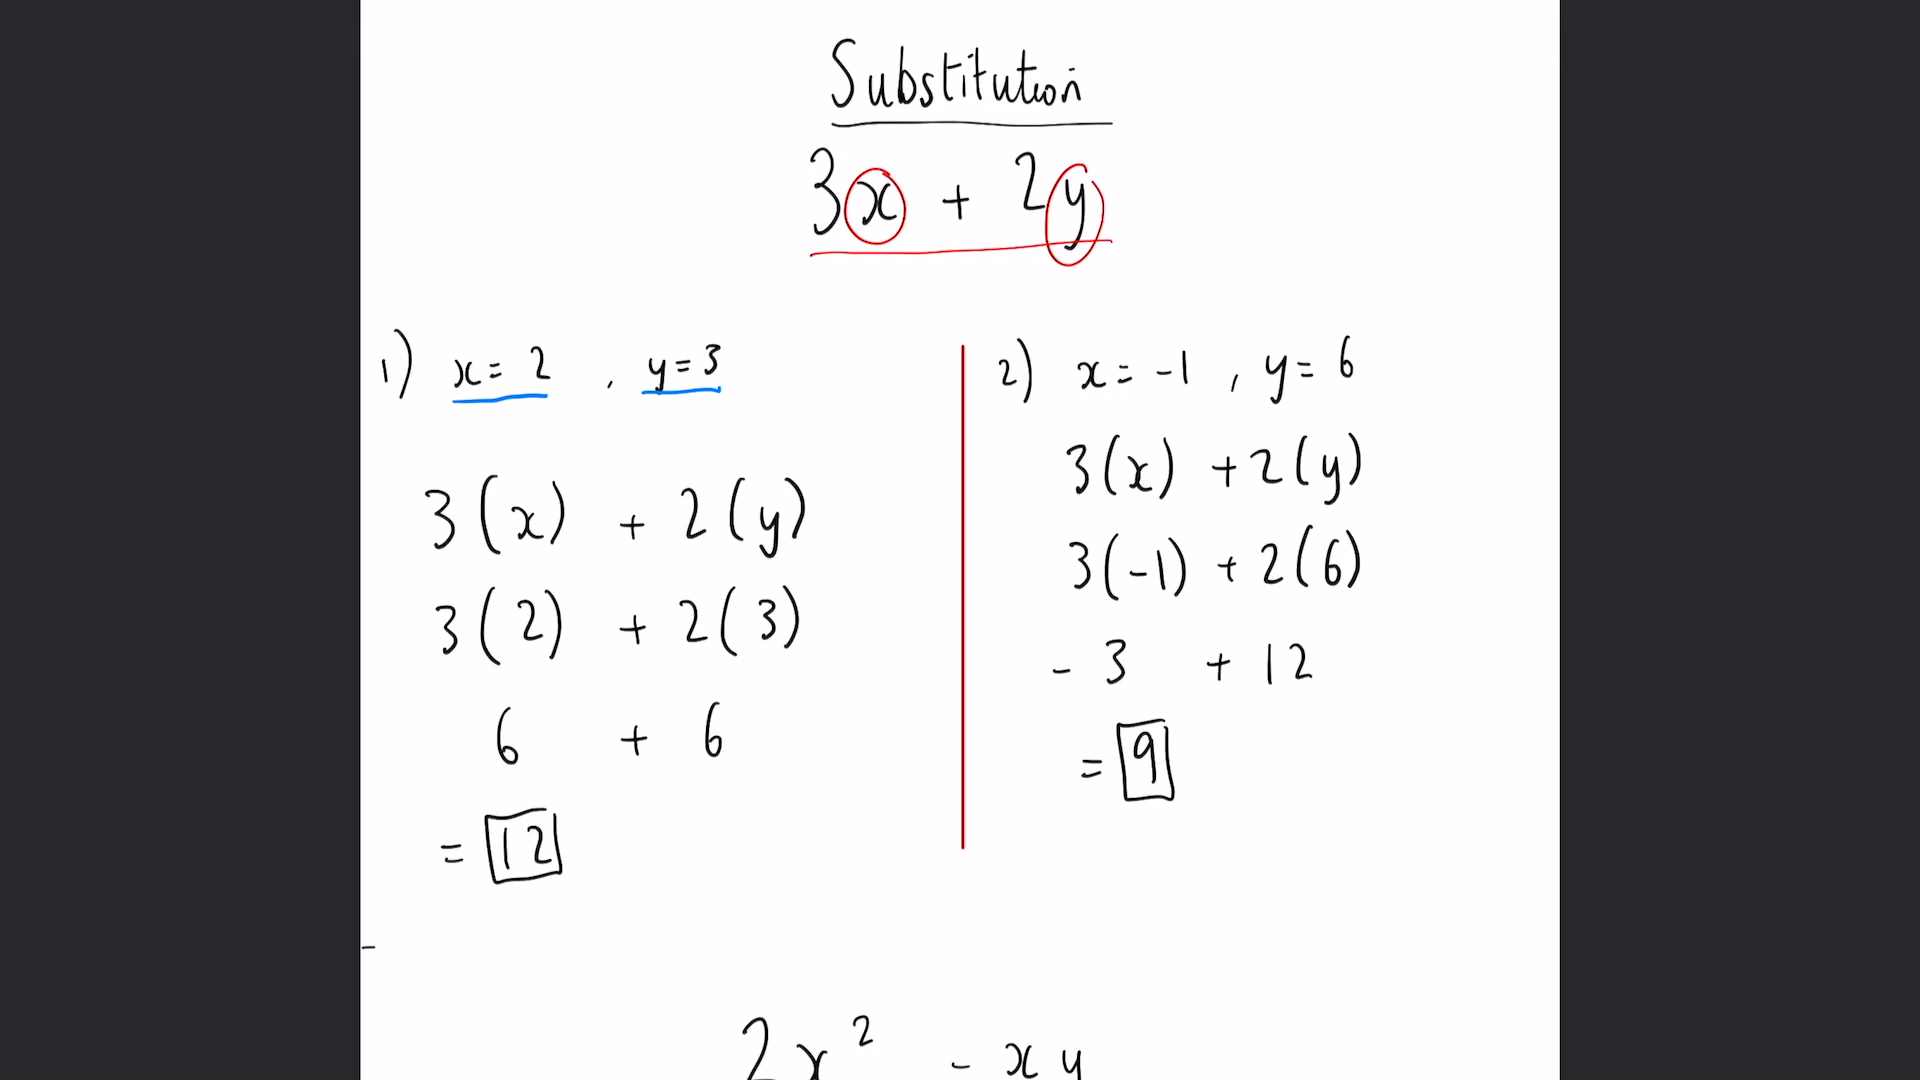 Substitution
3x + 2y
1) x = 2 , y = 3
3(x) + 2(y)
3(2) + 2(3)
6 + 6
= 12
2) x = -1 , y = 6
3(x) + 2(y)
3(-1) + 2(6)
- 3 + 12
= 9
2x² - xy